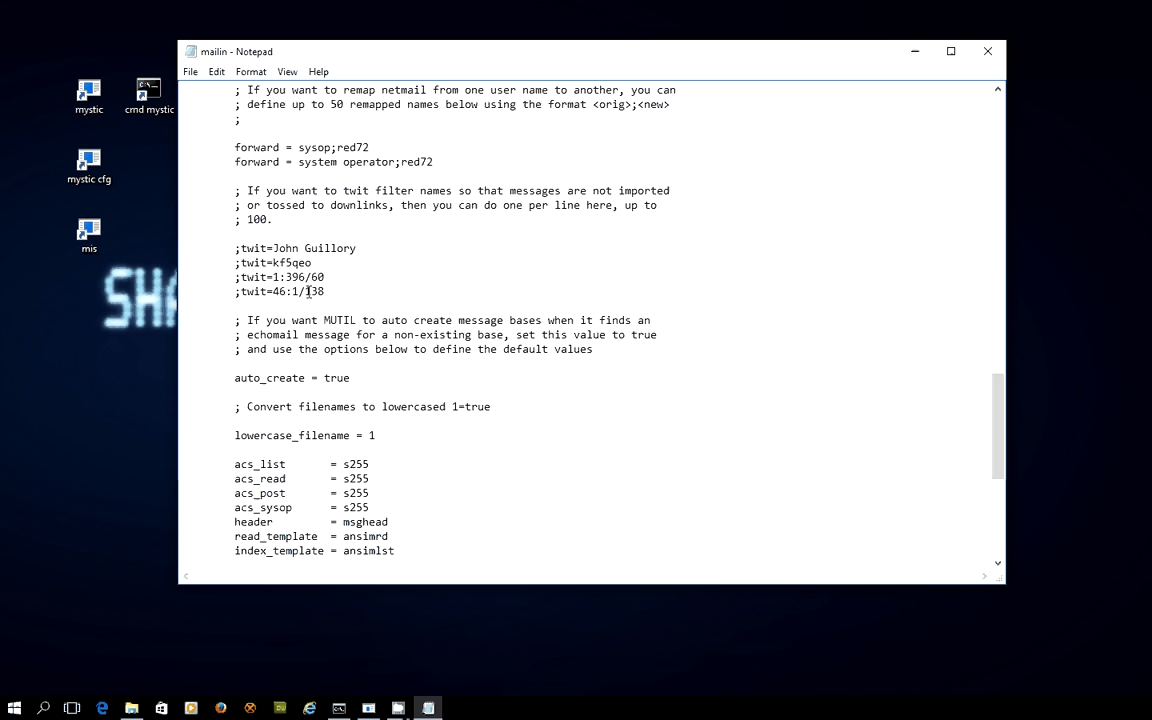 mailin - Notepad
File Edit Format View Help
; If you want to remap netmail from one user name to another, you can
; define up to 50 remapped names below using the format <orig>;<new>
;
forward = sysop;red72
forward = system operator;red72
; If you want to twit filter names so that messages are not imported
; or tossed to downlinks, then you can do one per line here, up to
; 100.
;twit=John Guillory
;twit=kf5qeo
;twit=1:396/60
;twit=46:1/138
; If you want MUTIL to auto create message bases when it finds an
; echomail message for a non-existing base, set this value to true
; and use the options below to define the default values
auto_create = true
; Convert filenames to lowercased 1=true
lowercase_filename = 1
acs_list = s255
acs_read = s255
acs_post = s255
acs_sysop = s255
header = msghead
read_template = ansimrd
index_template = ansimlst
mystic
cmd mystic
mystic cfg
mis
SH